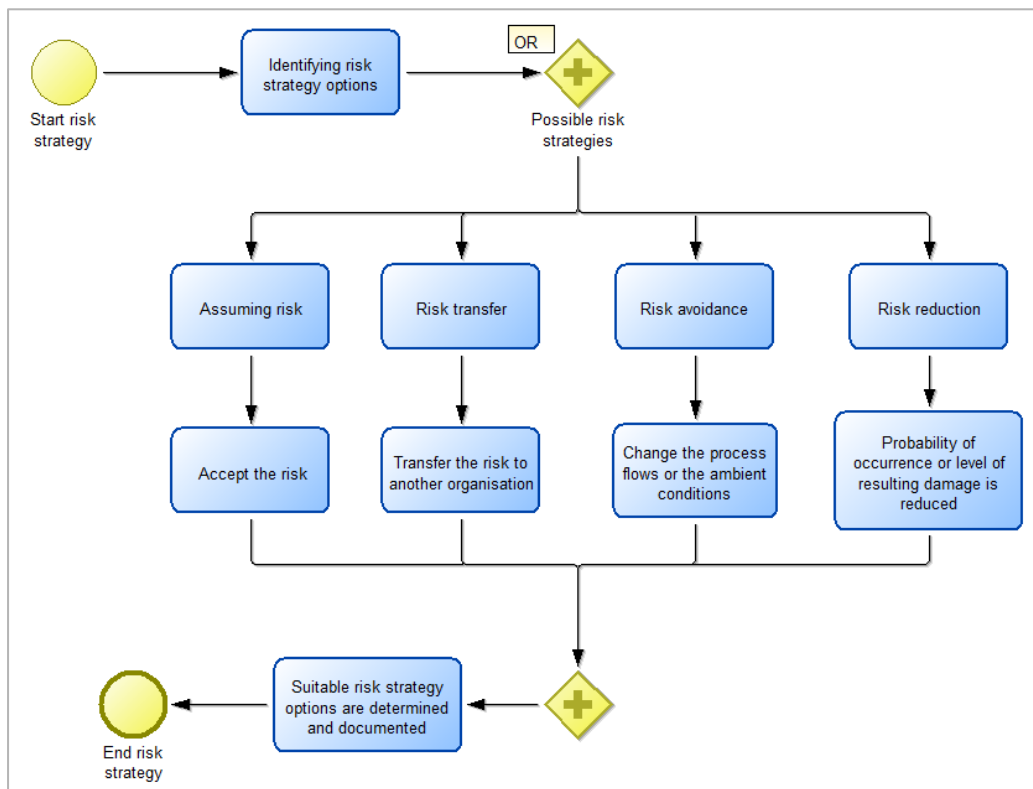 OR
Identifying risk
strategy options
Start risk
strategy
Possible risk
strategies
Assuming risk
Risk transfer
Risk avoidance
Risk reduction
Accept the risk
Transfer the risk to
another organisation
Change the process
flows or the ambient
conditions
Probability of
occurrence or level of
resulting damage is
reduced
Suitable risk strategy
options are determined
and documented
End risk
strategy